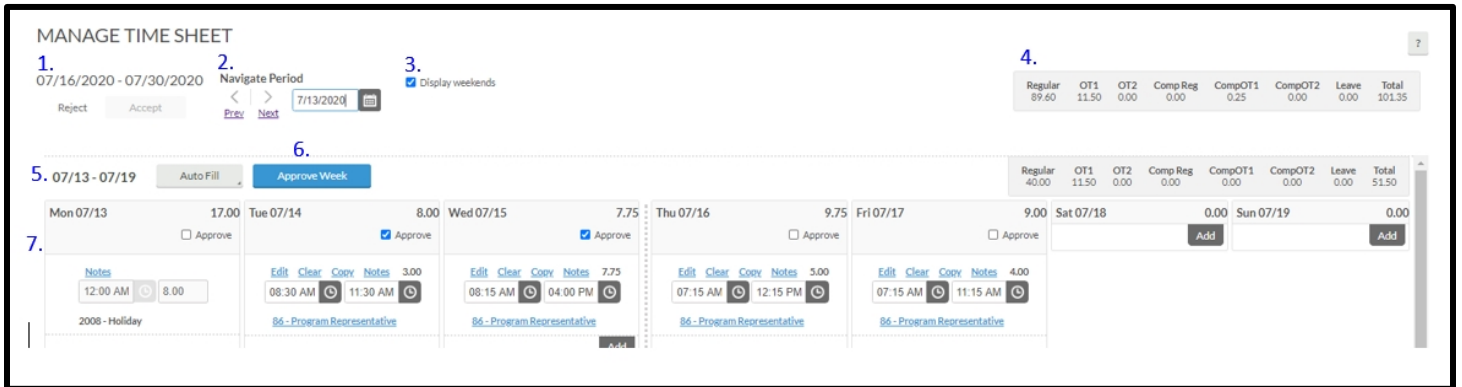 MANAGE TIME SHEET
?
1.
2.
3.
4.
07/16/2020 - 07/30/2020
Navigate Period
Display weekends
Prev Next
7/13/2020
Reject Accept
Regular OT1 OT2 Comp Reg CompOT1 CompOT2 Leave Total
89.60 11.50 0.00 0.00 0.25 0.00 0.00 101.35
5.
07/13 - 07/19
Auto Fill
6.
Approve Week
Regular OT1 OT2 Comp Reg CompOT1 CompOT2 Leave Total
40.00 11.50 0.00 0.00 0.00 0.00 0.00 51.50
Mon 07/13 17.00 Tue 07/14 8.00 Wed 07/15 7.75 Thu 07/16 9.75 Fri 07/17 9.00 Sat 07/18 0.00 Sun 07/19 0.00
7.
Approve Approve Approve Approve Approve Add Add
Notes Edit Clear Copy Notes 3.00 Edit Clear Copy Notes 7.75 Edit Clear Copy Notes 5.00 Edit Clear Copy Notes 4.00
12:00 AM 8.00 08:30 AM 11:30 AM 08:15 AM 04:00 PM 07:15 AM 12:15 PM 07:15 AM 11:15 AM
2008 - Holiday 86 - Program Representative 86 - Program Representative 86 - Program Representative 86 - Program Representative
Add